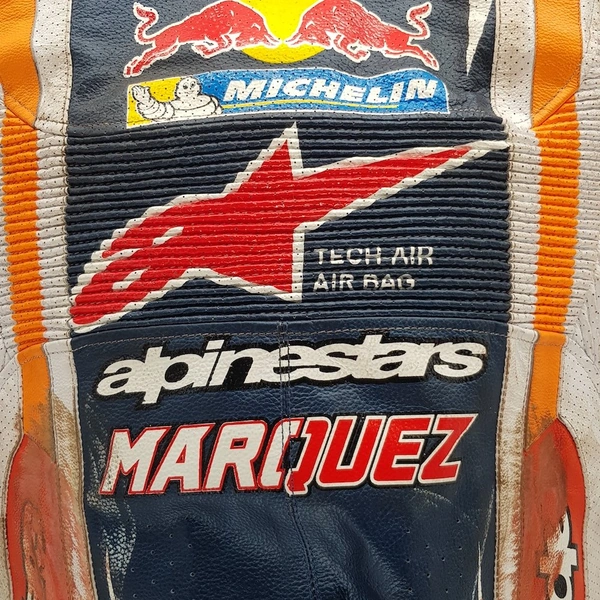 MICHELIN
TECH AIR
AIR BAG
alpinestars
MARQUEZ